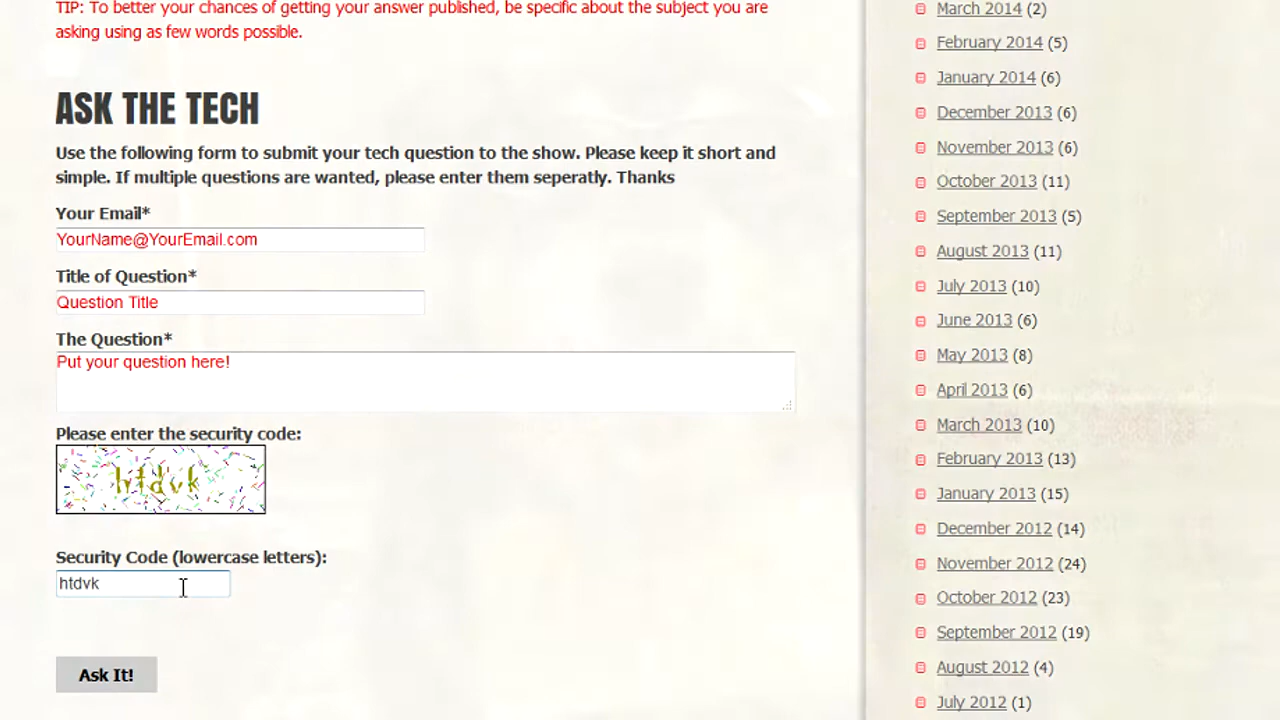 TIP: To better your chances of getting your answer published, be specific about the subject you are
asking using as few words possible.
ASK THE TECH
Use the following form to submit your tech question to the show. Please keep it short and
simple. If multiple questions are wanted, please enter them seperatly. Thanks
Your Email*
YourName@YourEmail.com
Title of Question*
Question Title
The Question*
Put your question here!
Please enter the security code:
htdvk
Security Code (lowercase letters):
htdvk
Ask It!
March 2014 (2)
February 2014 (5)
January 2014 (6)
December 2013 (6)
November 2013 (6)
October 2013 (11)
September 2013 (5)
August 2013 (11)
July 2013 (10)
June 2013 (6)
May 2013 (8)
April 2013 (6)
March 2013 (10)
February 2013 (13)
January 2013 (15)
December 2012 (14)
November 2012 (24)
October 2012 (23)
September 2012 (19)
August 2012 (4)
July 2012 (1)